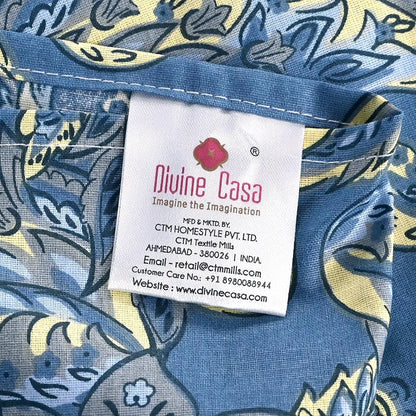 ®
Divine Casa
Imagine the Imagination
MFD & MKTD. BY.
CTM HOMESTYLE PVT. LTD.
CTM Textile Mills
AHMEDABAD - 380026 | INDIA.
Email - retail@ctmmills.com
Customer Care No.: +91 8980088944
Website : www.divinecasa.com